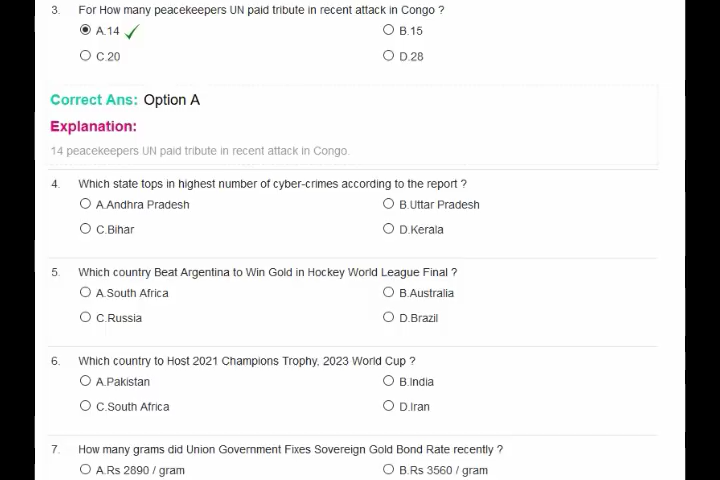 3. For How many peacekeepers UN paid tribute in recent attack in Congo ?
A.14 B.15
C.20 D.28
Correct Ans: Option A
Explanation:
14 peacekeepers UN paid tribute in recent attack in Congo.
4. Which state tops in highest number of cyber-crimes according to the report ?
A.Andhra Pradesh B.Uttar Pradesh
C.Bihar D.Kerala
5. Which country Beat Argentina to Win Gold in Hockey World League Final ?
A.South Africa B.Australia
C.Russia D.Brazil
6. Which country to Host 2021 Champions Trophy, 2023 World Cup ?
A.Pakistan B.India
C.South Africa D.Iran
7. How many grams did Union Government Fixes Sovereign Gold Bond Rate recently ?
A.Rs 2890 / gram B.Rs 3560 / gram